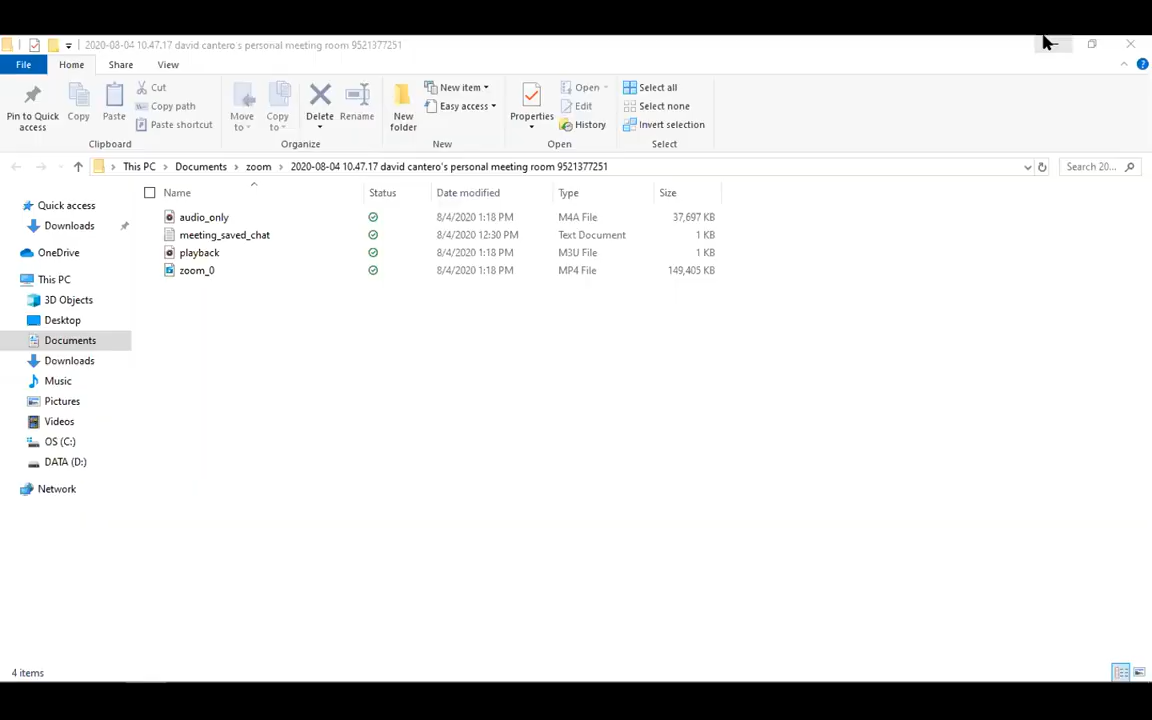 2020-08-04 10.47.17 david cantero's personal meeting room 9521377251
File Home Share View
Pin to Quick access
Copy
Paste
Cut
Copy path
Paste shortcut
Clipboard
Move to
Copy to
Delete
Rename
Organize
New folder
New item
Easy access
New
Properties
Open
Edit
History
Open
Select all
Select none
Invert selection
Select
This PC Documents zoom 2020-08-04 10.47.17 david cantero's personal meeting room 9521377251
Search 20...
Quick access
Downloads
OneDrive
This PC
3D Objects
Desktop
Documents
Downloads
Music
Pictures
Videos
OS (C:)
DATA (D:)
Network
Name Status Date modified Type Size
audio_only 8/4/2020 1:18 PM M4A File 37,697 KB
meeting_saved_chat 8/4/2020 12:30 PM Text Document 1 KB
playback 8/4/2020 1:18 PM M3U File 1 KB
zoom_0 8/4/2020 1:18 PM MP4 File 149,405 KB
4 items